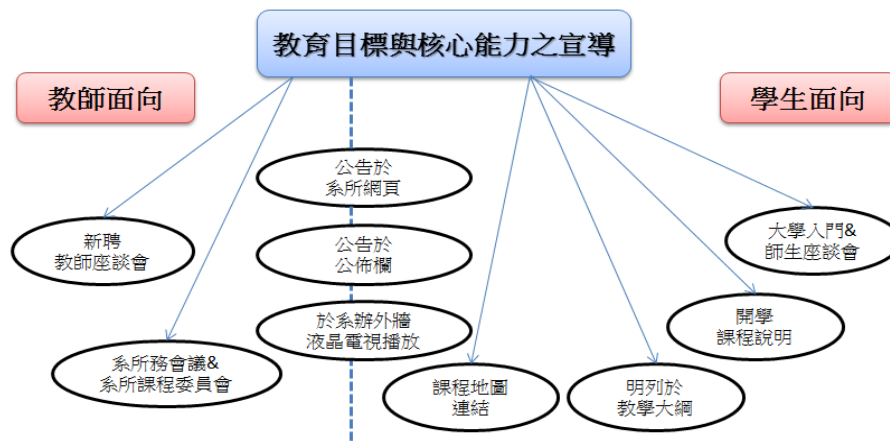 教育目標與核心能力之宣導
教師面向
學生面向
公告於
系所網頁
新聘
教師座談會
公告於
公佈欄
大學入門&
師生座談會
於系辦外牆
液晶電視播放
開學
課程說明
系所務會議&
系所課程委員會
課程地圖
連結
明列於
教學大綱